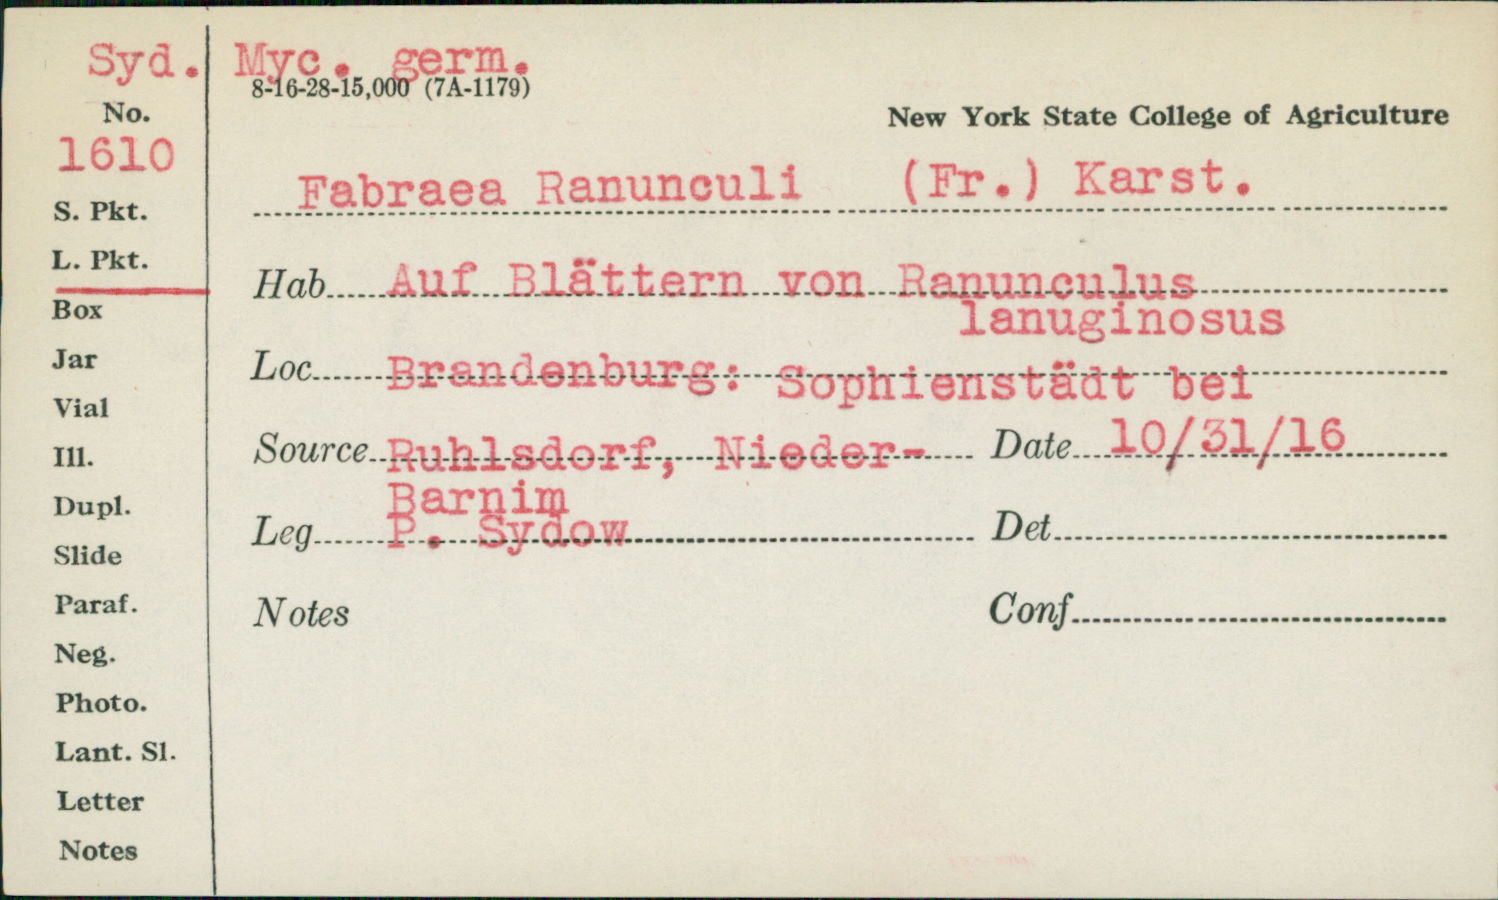 Syd. Myc. germ.
8-16-28-15,000 (7A-1179)
No.
New York State College of Agriculture
1610
Fabraea Ranunculi (Fr.) Karst.
S. Pkt.
L. Pkt.
Hab. Auf Blättern von Ranunculus
lanuginosus
Box
Jar
Loc. Brandenburg: Sophienstädt bei
Vial
Source Ruhlsdorf, Nieder- Date 10/31/16
Ill.
Barnim
Dupl.
Leg. P. Sydow Det.
Slide
Paraf.
Notes Conf.
Neg.
Photo.
Lant. Sl.
Letter
Notes